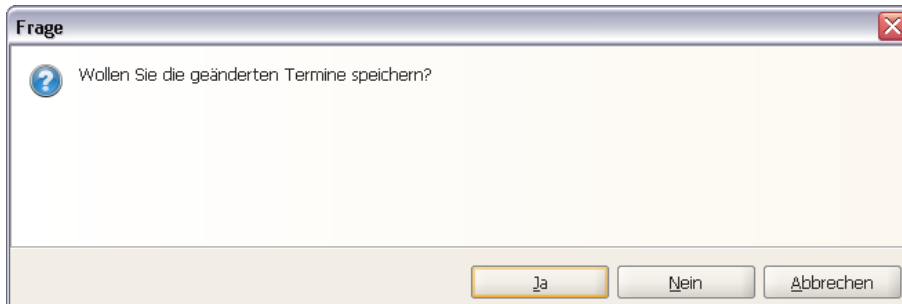 Frage
Wollen Sie die geänderten Termine speichern?
Ja
Nein
Abbrechen